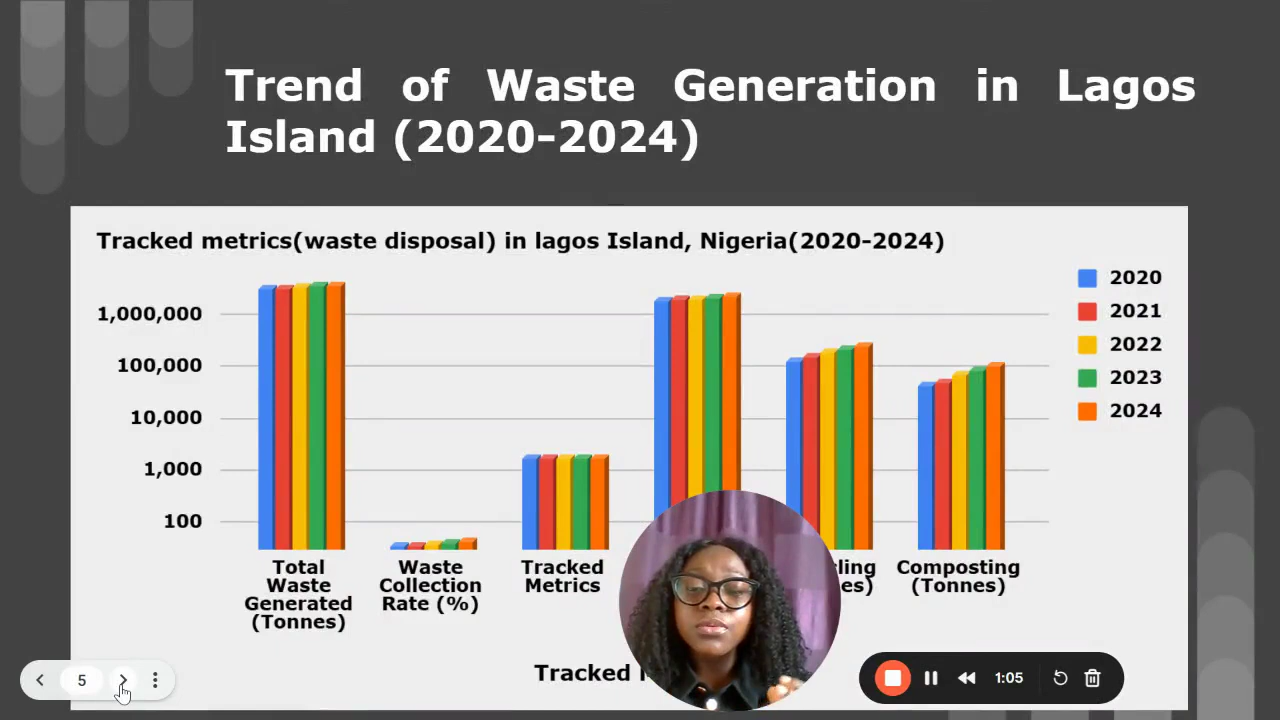 Trend of Waste Generation in Lagos
Island (2020-2024)
Tracked metrics(waste disposal) in lagos Island, Nigeria(2020-2024)
1,000,000
100,000
10,000
1,000
100
2020
2021
2022
2023
2024
Total
Waste
Generated
(Tonnes)
Waste
Collection
Rate (%)
Tracked
Metrics
Composting
(Tonnes)
Tracked
5
1:05